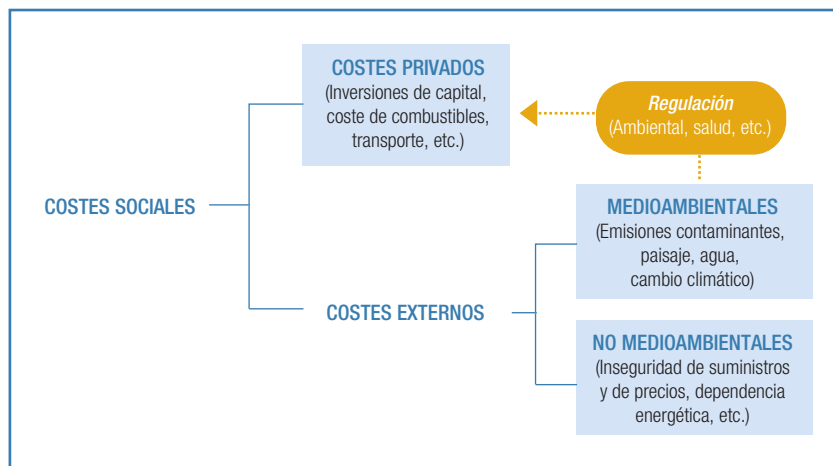 COSTES PRIVADOS
(Inversiones de capital,
coste de combustibles,
transporte, etc.)
Regulación
(Ambiental, salud, etc.)
COSTES SOCIALES
MEDIOAMBIENTALES
(Emisiones contaminantes,
paisaje, agua,
cambio climático)
COSTES EXTERNOS
NO MEDIOAMBIENTALES
(Inseguridad de suministros
y de precios, dependencia
energética, etc.)